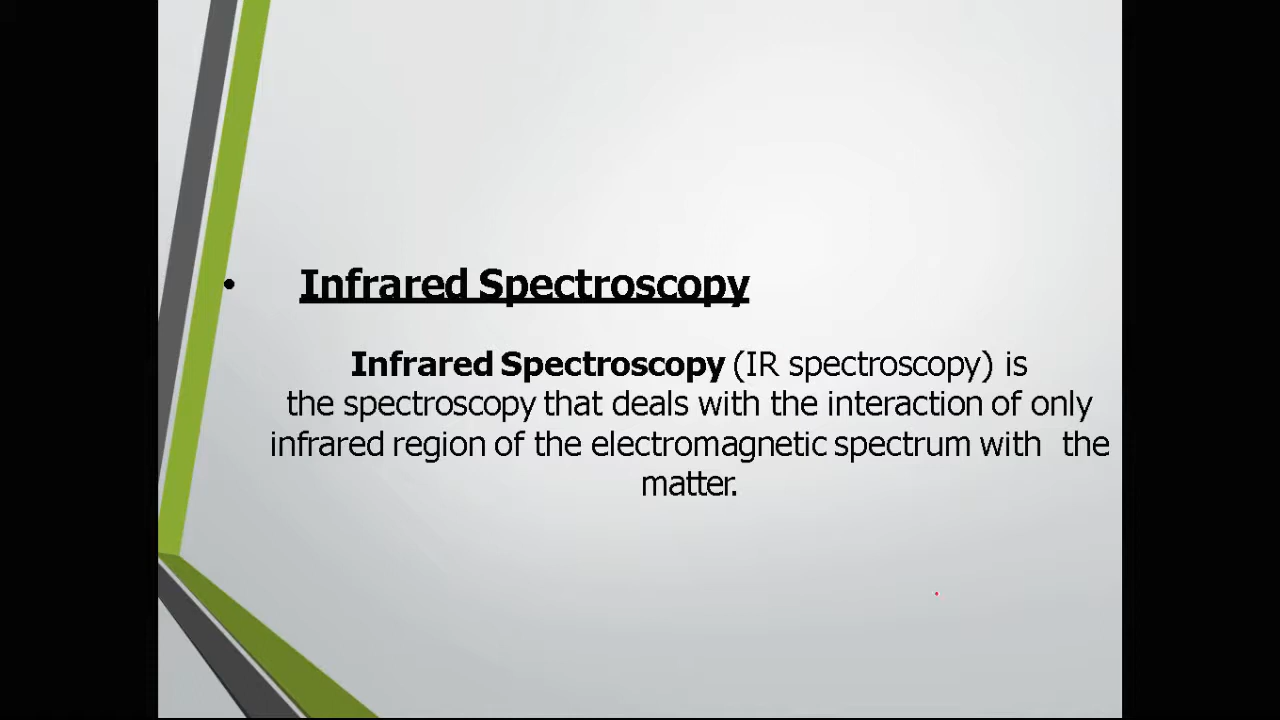 • Infrared Spectroscopy
Infrared Spectroscopy (IR spectroscopy) is
the spectroscopy that deals with the interaction of only
infrared region of the electromagnetic spectrum with the
matter.